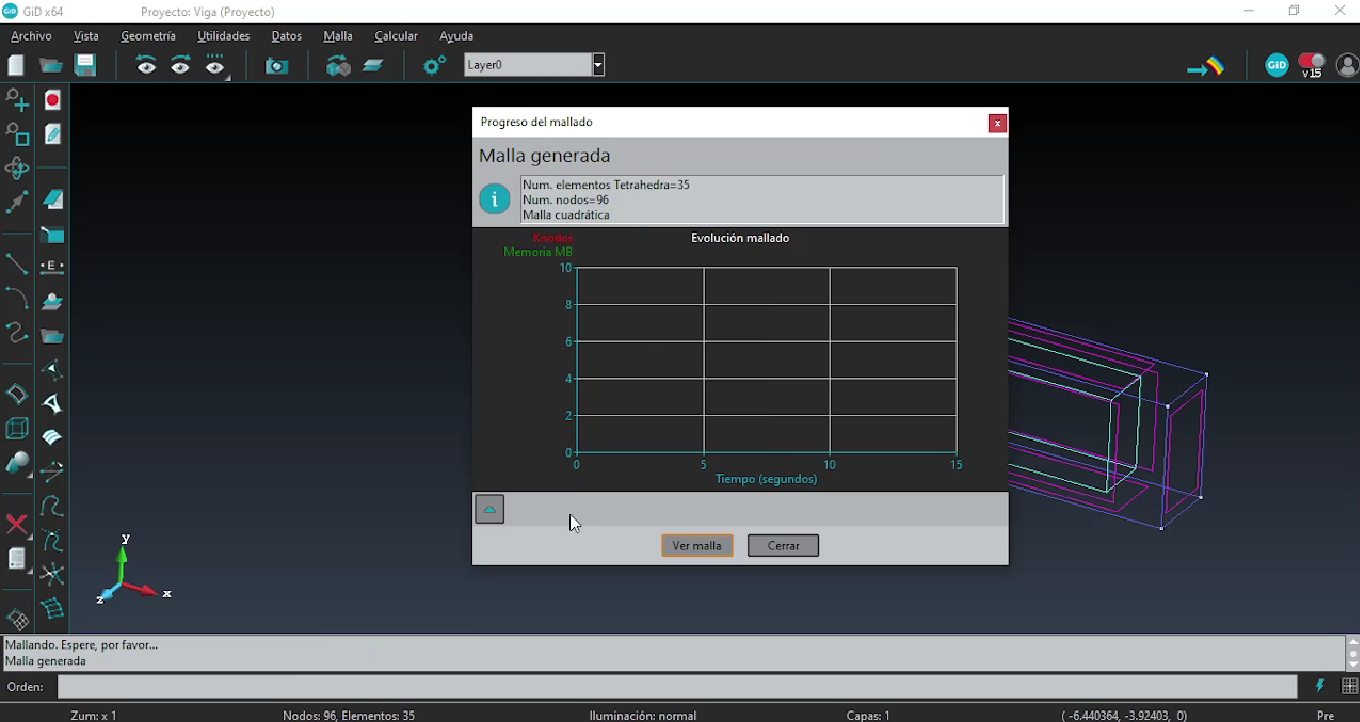 GiD x64 Proyecto: Viga (Proyecto)
Archivo Vista Geometría Utilidades Datos Malla Calcular Ayuda
Layer0
GiD
v15
E
Progreso del mallado
x
Malla generada
i
Num. elementos Tetrahedra=35
Num. nodos=96
Malla cuadrática
Knodos
Memoria MB
Evolución mallado
10
8
6
4
2
0
0 5 10 15
Tiempo (segundos)
Ver malla Cerrar
y
x
z
Mallando. Espere, por favor...
Malla generada
Orden:
Zum: x 1 Nodos: 96, Elementos: 35 Iluminación: normal Capas: 1 ( -6.440364, -3.92403, 0) Pre